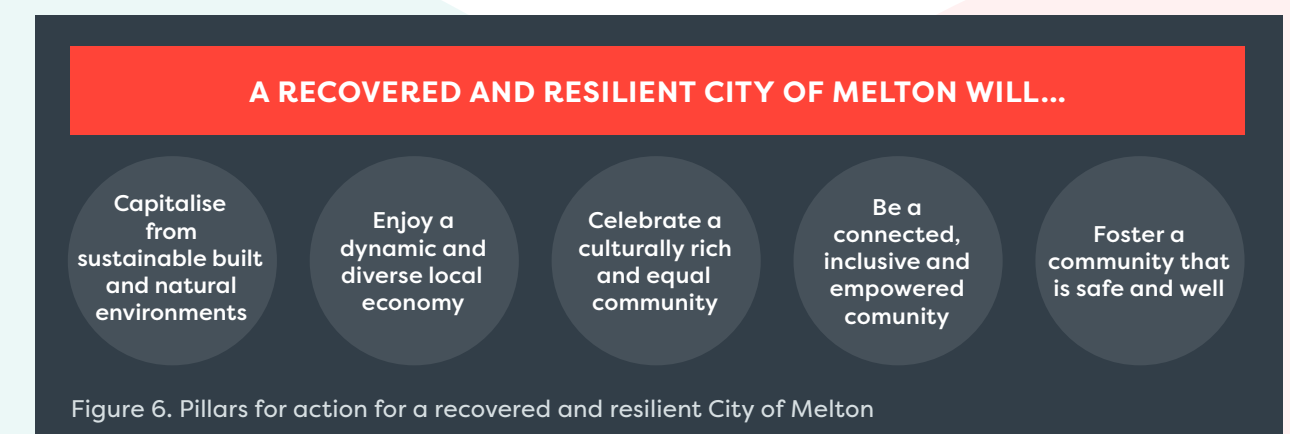 A RECOVERED AND RESILIENT CITY OF MELTON WILL...
Capitalise
from
sustainable built
and natural
environments
Enjoy a
dynamic and
diverse local
economy
Celebrate a
culturally rich
and equal
community
Be a
connected,
inclusive and
empowered
comunity
Foster a
community that
is safe and well
Figure 6. Pillars for action for a recovered and resilient City of Melton